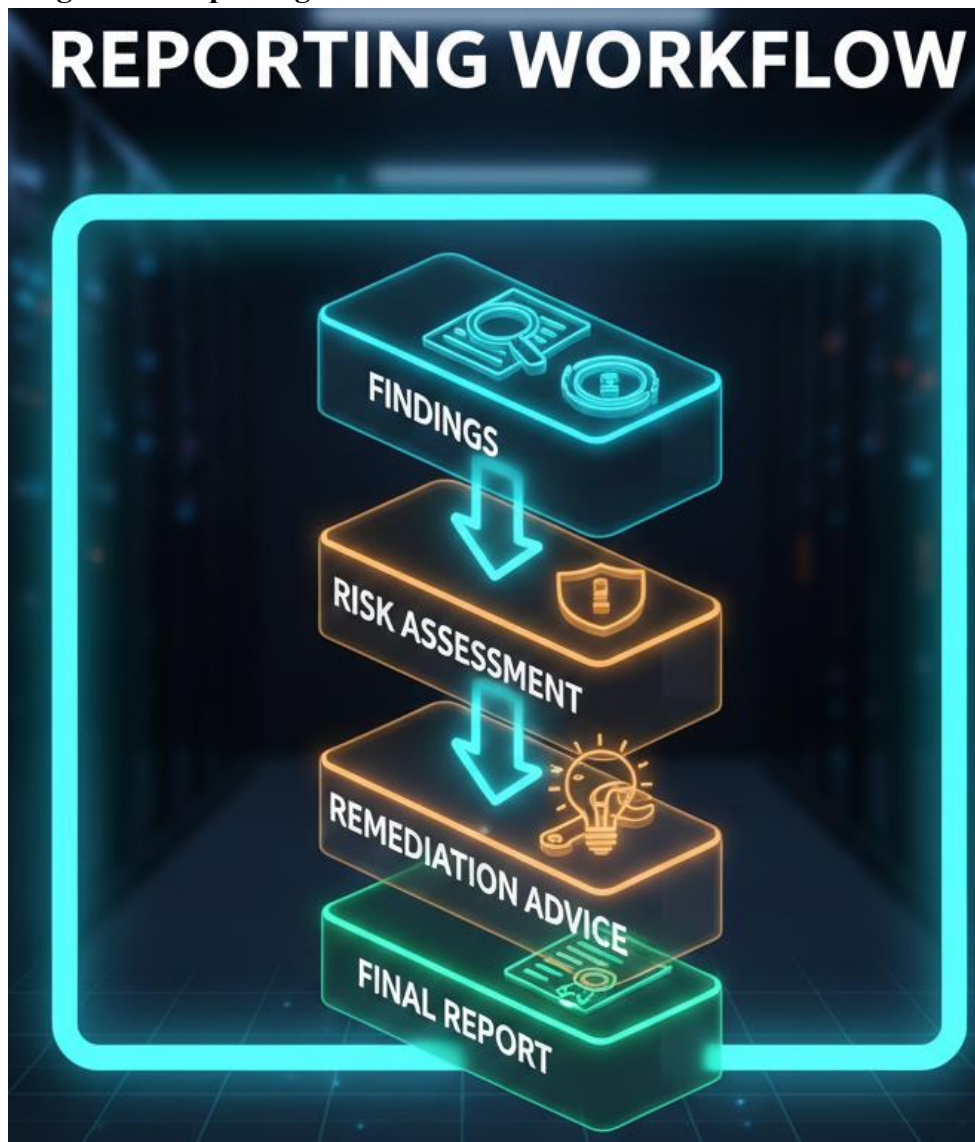 REPORTING WORKFLOW
FINDINGS
RISK ASSESSMENT
REMEDIATION ADVICE
FINAL REPORT